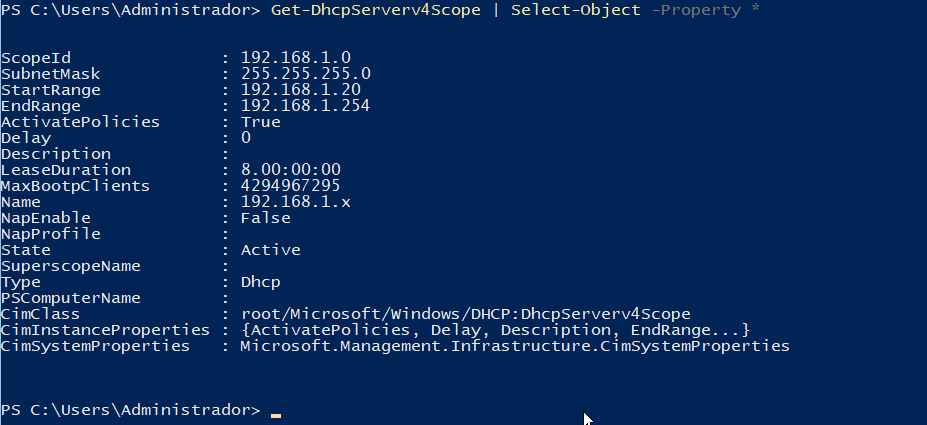 PS C:\Users\Administrador> Get-DhcpServerv4Scope | Select-Object -Property *
ScopeId : 192.168.1.0
SubnetMask : 255.255.255.0
StartRange : 192.168.1.20
EndRange : 192.168.1.254
ActivatePolicies : True
Delay : 0
Description :
LeaseDuration : 8.00:00:00
MaxBootpClients : 4294967295
Name : 192.168.1.x
NapEnable : False
NapProfile :
State : Active
SuperscopeName :
Type : Dhcp
PSComputerName :
CimClass : root/Microsoft/Windows/DHCP:DhcpServerv4Scope
CimInstanceProperties : {ActivatePolicies, Delay, Description, EndRange...}
CimSystemProperties : Microsoft.Management.Infrastructure.CimSystemProperties
PS C:\Users\Administrador> _